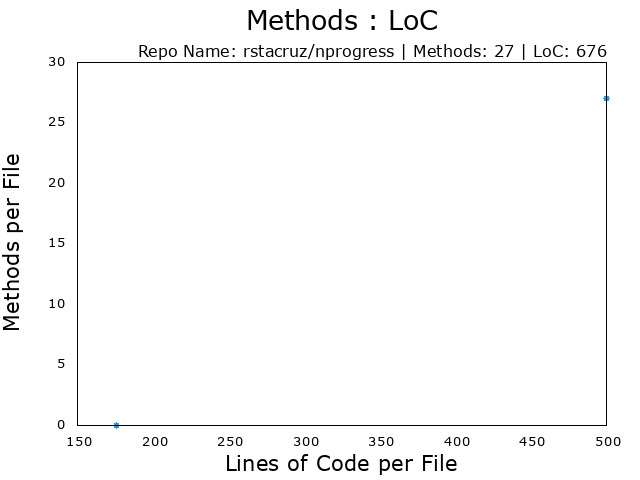 Methods : LoC
Repo Name: rstacruz/nprogress | Methods: 27 | LoC: 676
Methods per File
30
25
20
15
10
5
0
150 200 250 300 350 400 450 500
Lines of Code per File